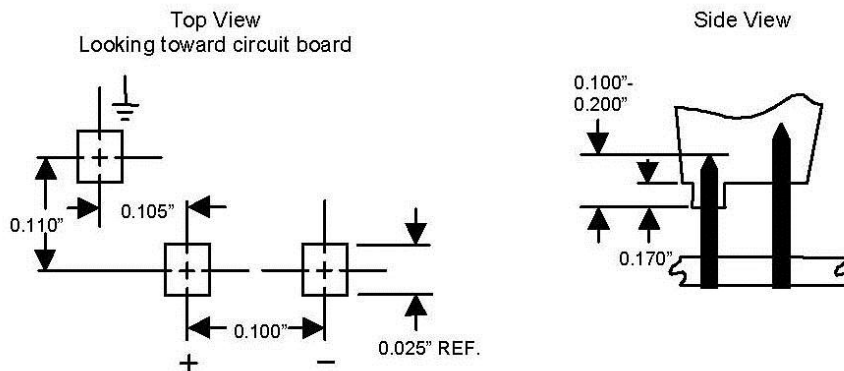 Top View
Looking toward circuit board
0.110”
0.105”
0.100”
0.025” REF.
+
–
Side View
0.100”-
0.200”
0.170”